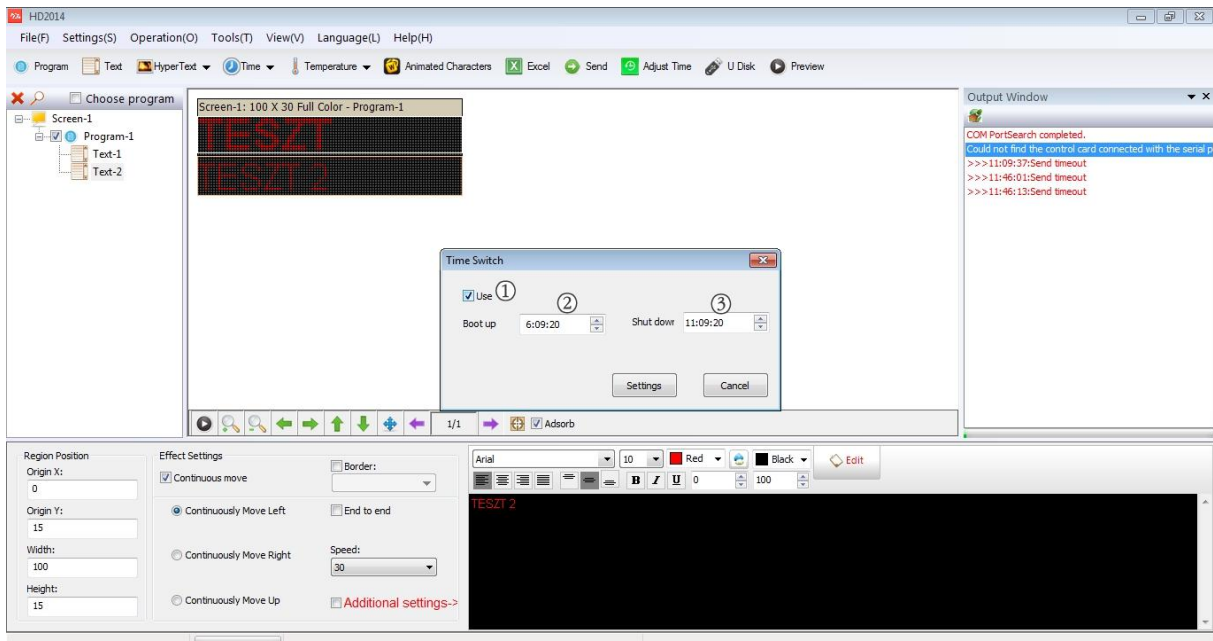 HD2014
File(F) Settings(S) Operation(O) Tools(T) View(V) Language(L) Help(H)
Program Text HyperText Time Temperature Animated Characters Excel Send Adjust Time U Disk Preview
Choose program
Screen-1
Program-1
Text-1
Text-2
Screen-1: 100 X 30 Full Color - Program-1
TESZT
TESZT 2
Output Window
COM PortSearch completed.
Could not find the control card connected with the serial p
>>>11:09:37:Send timeout
>>>11:46:01:Send timeout
>>>11:46:13:Send timeout
Time Switch
Use ①
② ③
Boot up 6:09:20 Shut dowr 11:09:20
Settings Cancel
1/1 Adsorb
Region Position
Origin X:
0
Origin Y:
15
Width:
100
Height:
15
Effect Settings
Continuous move
Border:
Continuously Move Left
End to end
Continuously Move Right
Speed:
30
Continuously Move Up
Additional settings->
Arial 10 Red Black Edit
B I U 0 100
TESZT 2